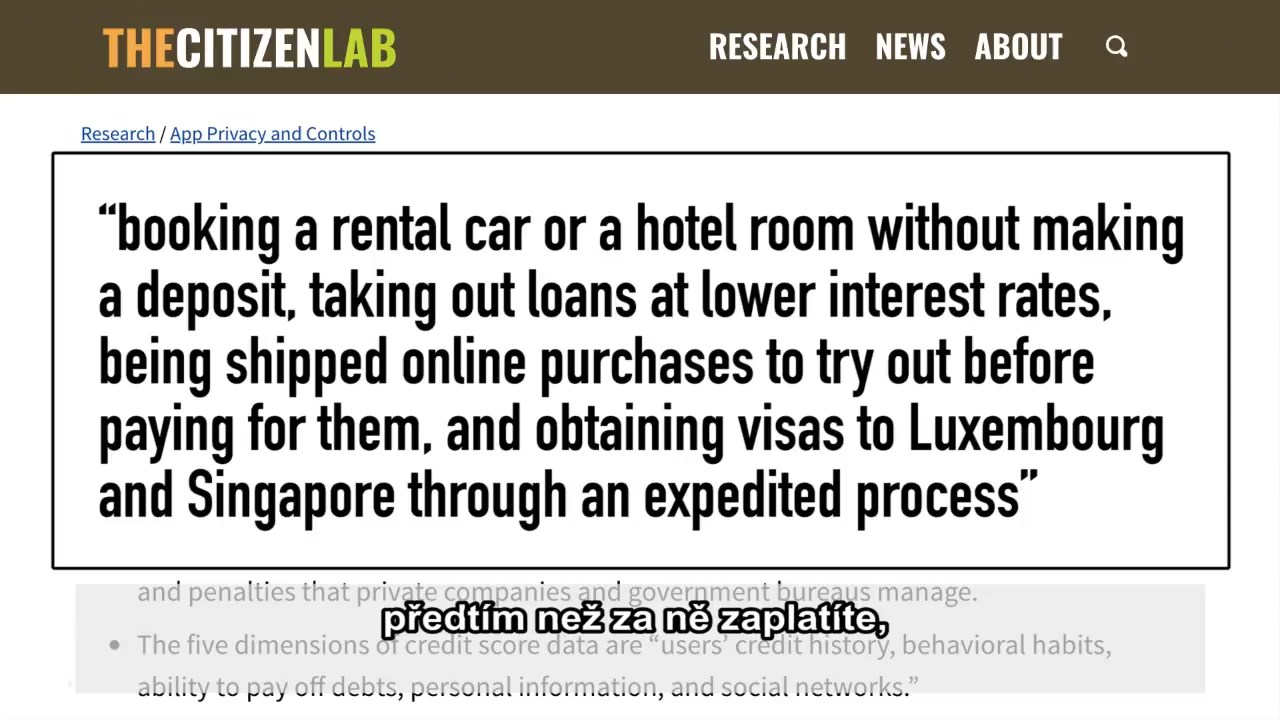 THECITIZENLAB
RESEARCH NEWS ABOUT
Research / App Privacy and Controls
“booking a rental car or a hotel room without making
a deposit, taking out loans at lower interest rates,
being shipped online purchases to try out before
paying for them, and obtaining visas to Luxembourg
and Singapore through an expedited process”
and penalties that private companies and government bureaus manage.
předtím než za ně zaplatíte,
• The five dimensions of credit score data are “users’ credit history, behavioral habits,
ability to pay off debts, personal information, and social networks.”